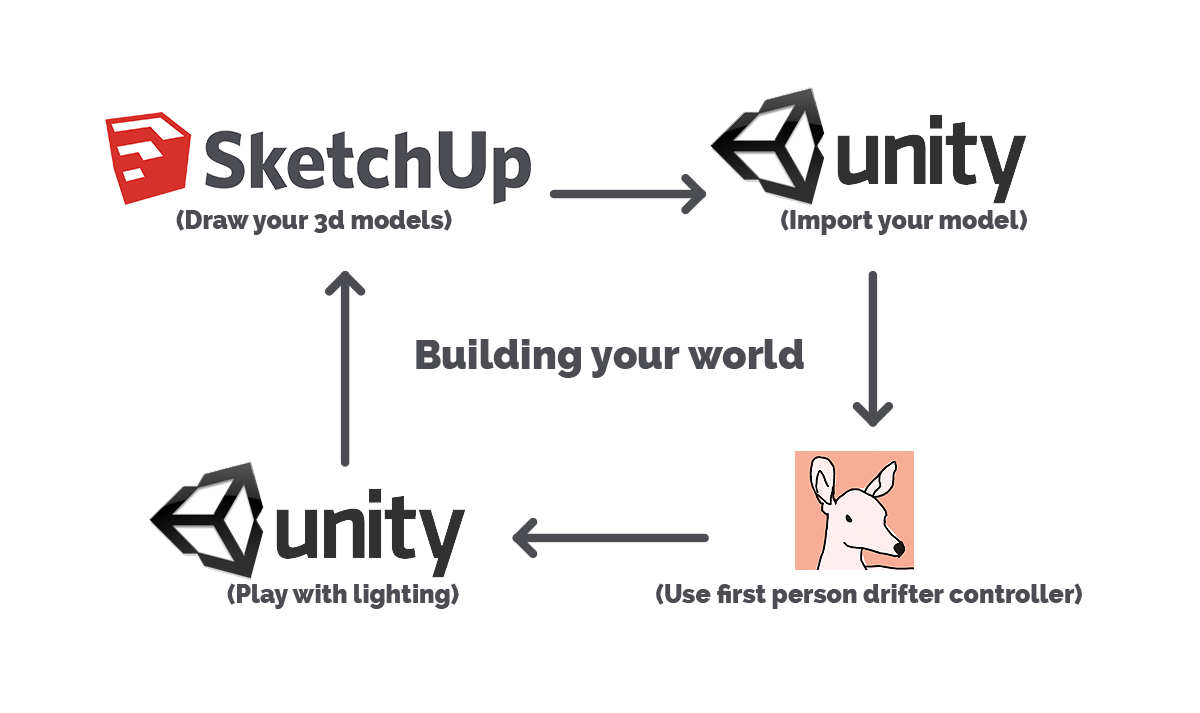 SketchUp
(Draw your 3d models)
unity
(Import your model)
Building your world
unity
(Play with lighting)
(Use first person drifter controller)